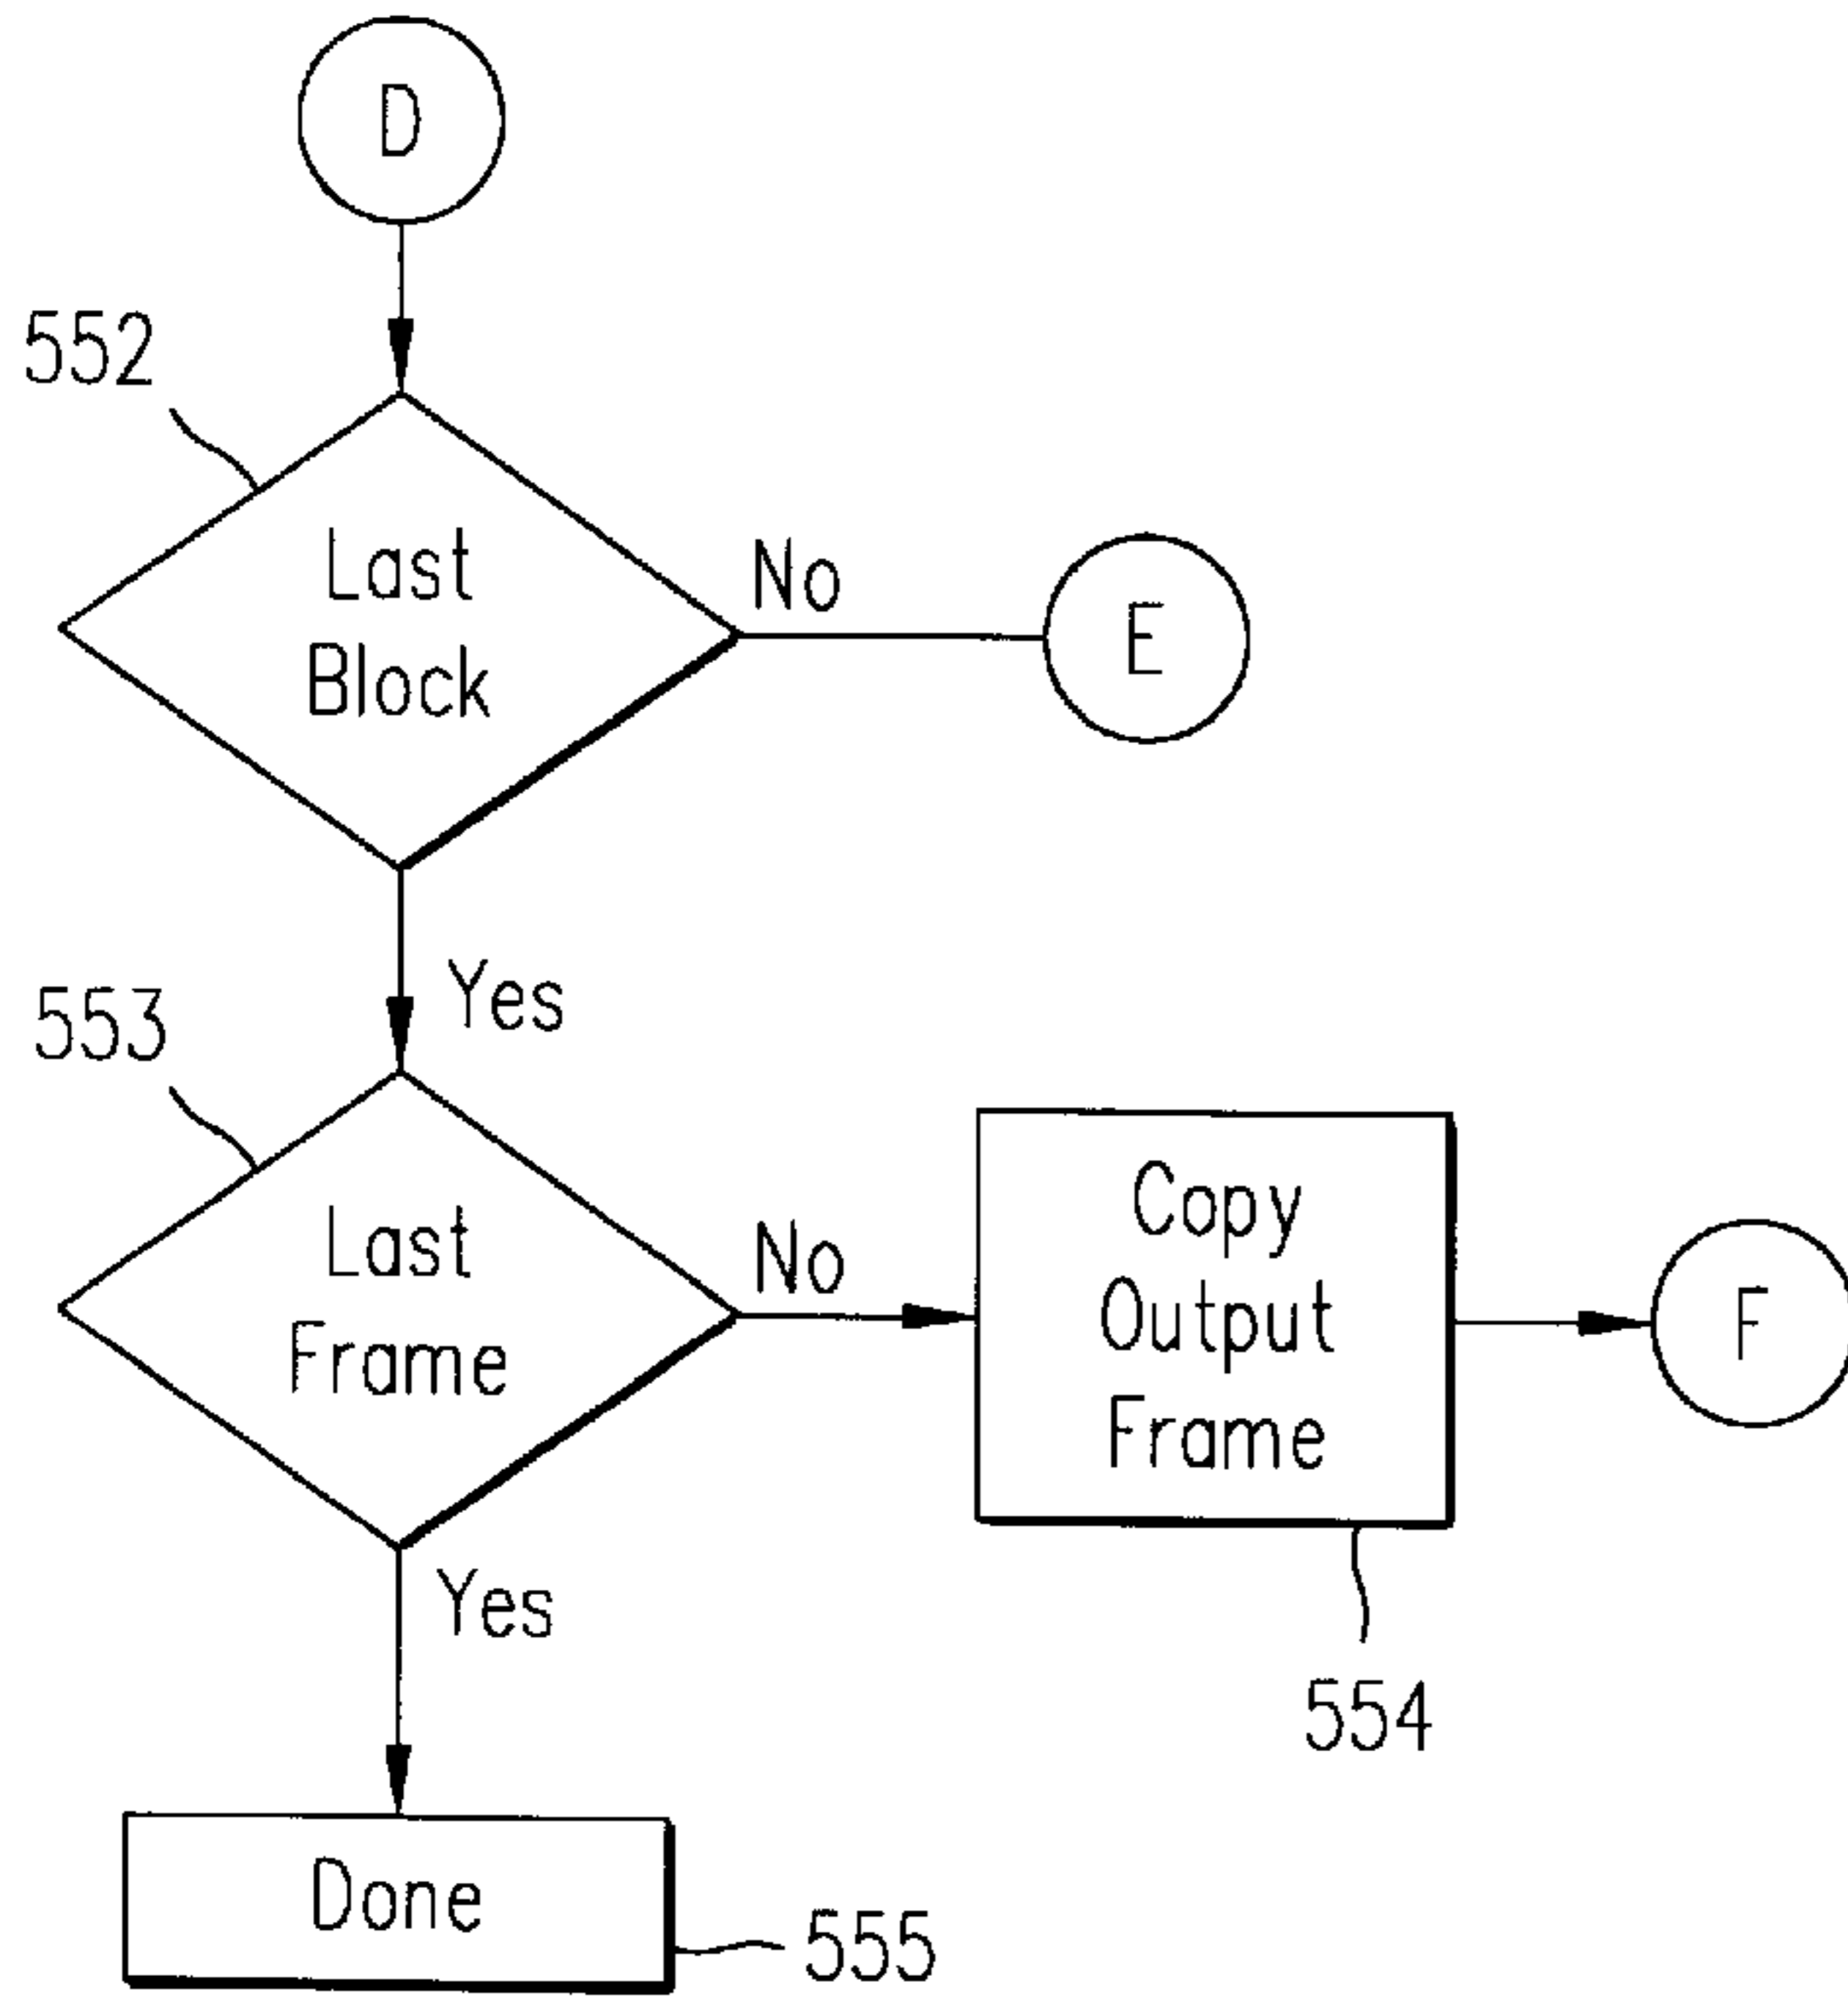 D
552
Last
Block
No
E
Yes
553
Last
Frame
No
Copy
Output
Frame
F
554
Yes
Done
555